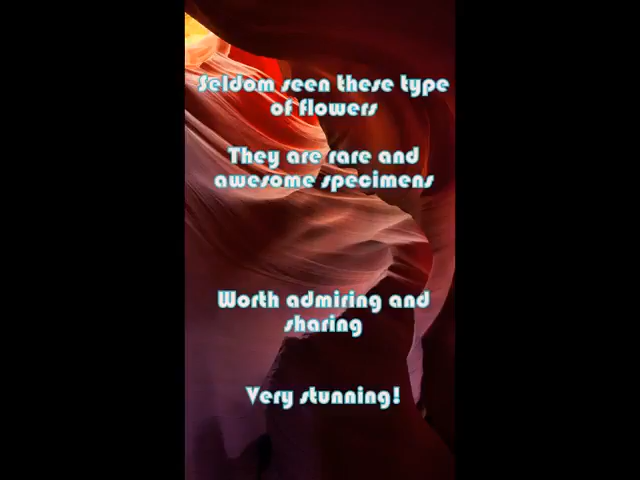 Seldom seen these type
of flowers
They are rare and
awesome specimens
Worth admiring and
sharing
Very stunning!